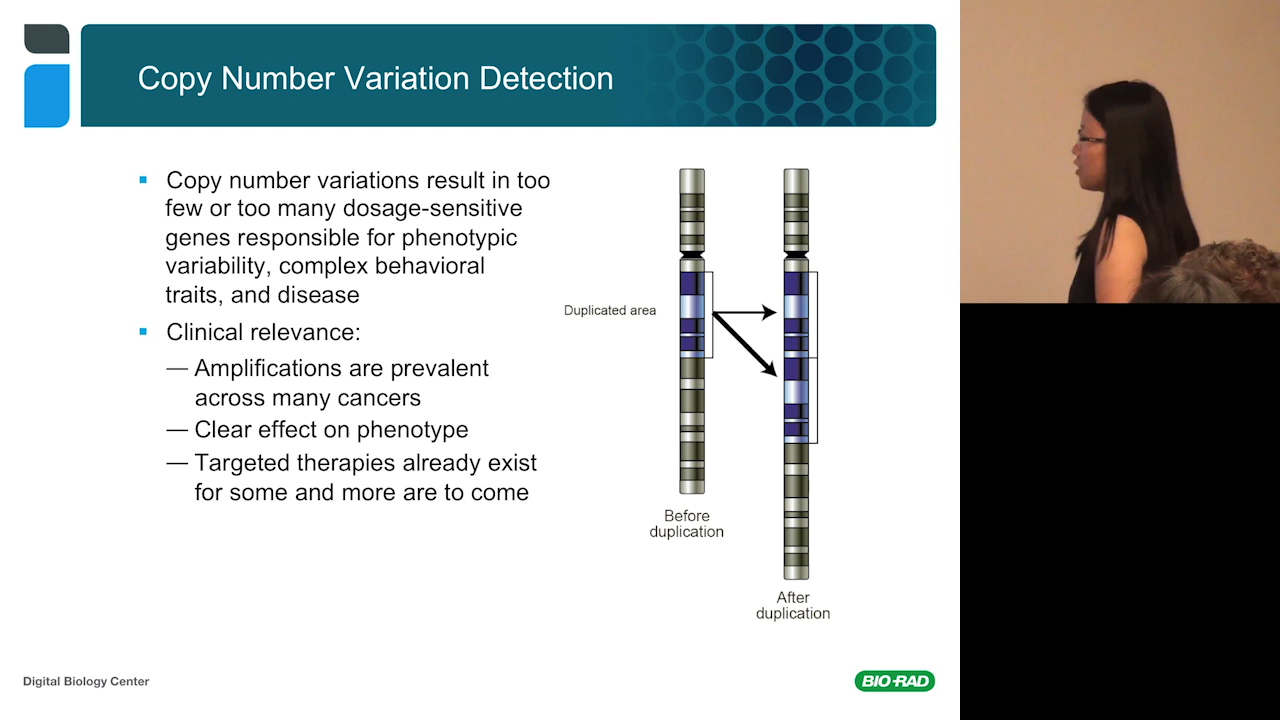 Copy Number Variation Detection
▪ Copy number variations result in too
few or too many dosage-sensitive
genes responsible for phenotypic
variability, complex behavioral
traits, and disease
▪ Clinical relevance:
— Amplifications are prevalent
across many cancers
— Clear effect on phenotype
— Targeted therapies already exist
for some and more are to come
Duplicated area
Before
duplication
After
duplication
Digital Biology Center
BIO-RAD